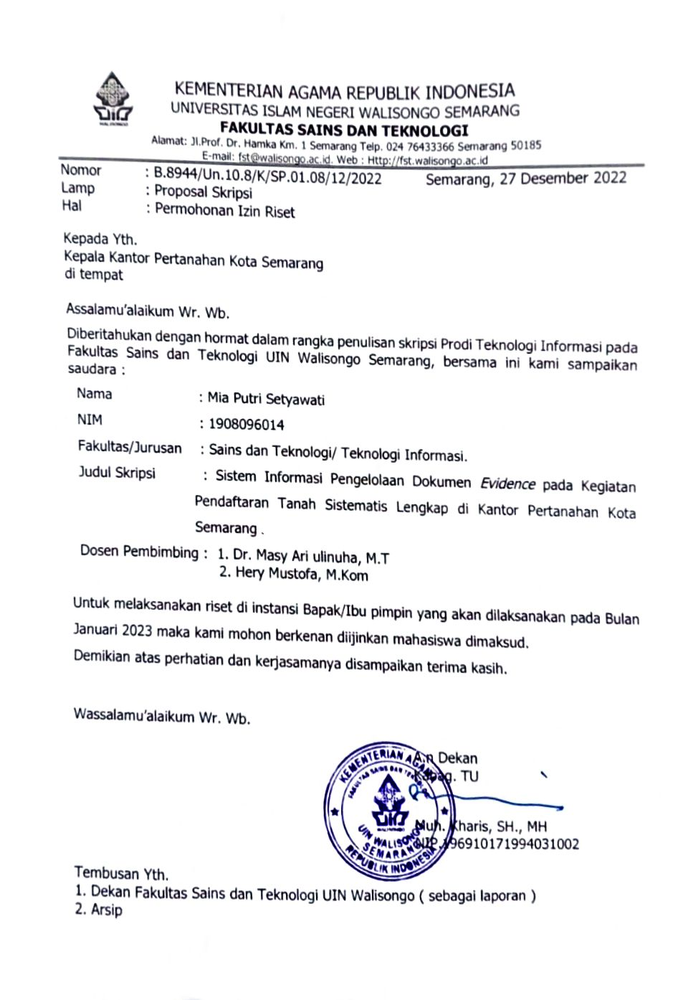 WALISONGO
KEMENTERIAN AGAMA REPUBLIK INDONESIA
UNIVERSITAS ISLAM NEGERI WALISONGO SEMARANG
FAKULTAS SAINS DAN TEKNOLOGI
Alamat: Jl.Prof. Dr. Hamka Km. 1 Semarang Telp. 024 76433366 Semarang 50185
E-mail: fst@walisongo.ac.id. Web : Http://fst.walisongo.ac.id
Nomor : B.8944/Un.10.8/K/SP.01.08/12/2022 Semarang, 27 Desember 2022
Lamp : Proposal Skripsi
Hal : Permohonan Izin Riset
Kepada Yth.
Kepala Kantor Pertanahan Kota Semarang
di tempat
Assalamu'alaikum Wr. Wb.
Diberitahukan dengan hormat dalam rangka penulisan skripsi Prodi Teknologi Informasi pada
Fakultas Sains dan Teknologi UIN Walisongo Semarang, bersama ini kami sampaikan
saudara :
Nama : Mia Putri Setyawati
NIM : 1908096014
Fakultas/Jurusan : Sains dan Teknologi/ Teknologi Informasi.
Judul Skripsi : Sistem Informasi Pengelolaan Dokumen Evidence pada Kegiatan
Pendaftaran Tanah Sistematis Lengkap di Kantor Pertanahan Kota
Semarang .
Dosen Pembimbing : 1. Dr. Masy Ari ulinuha, M.T
2. Hery Mustofa, M.Kom
Untuk melaksanakan riset di instansi Bapak/Ibu pimpin yang akan dilaksanakan pada Bulan
Januari 2023 maka kami mohon berkenan diijinkan mahasiswa dimaksud.
Demikian atas perhatian dan kerjasamanya disampaikan terima kasih.
Wassalamu'alaikum Wr. Wb.
A.n Dekan
Kabag. TU
KEMENTERIAN AGAMA
FAKULTAS SAINS DAN TEKNOLOGI
UIN WALISONGO
SEMARANG
REPUBLIK INDONESIA
Muh. Kharis, SH., MH
NIP.196910171994031002
Tembusan Yth.
1. Dekan Fakultas Sains dan Teknologi UIN Walisongo ( sebagai laporan )
2. Arsip